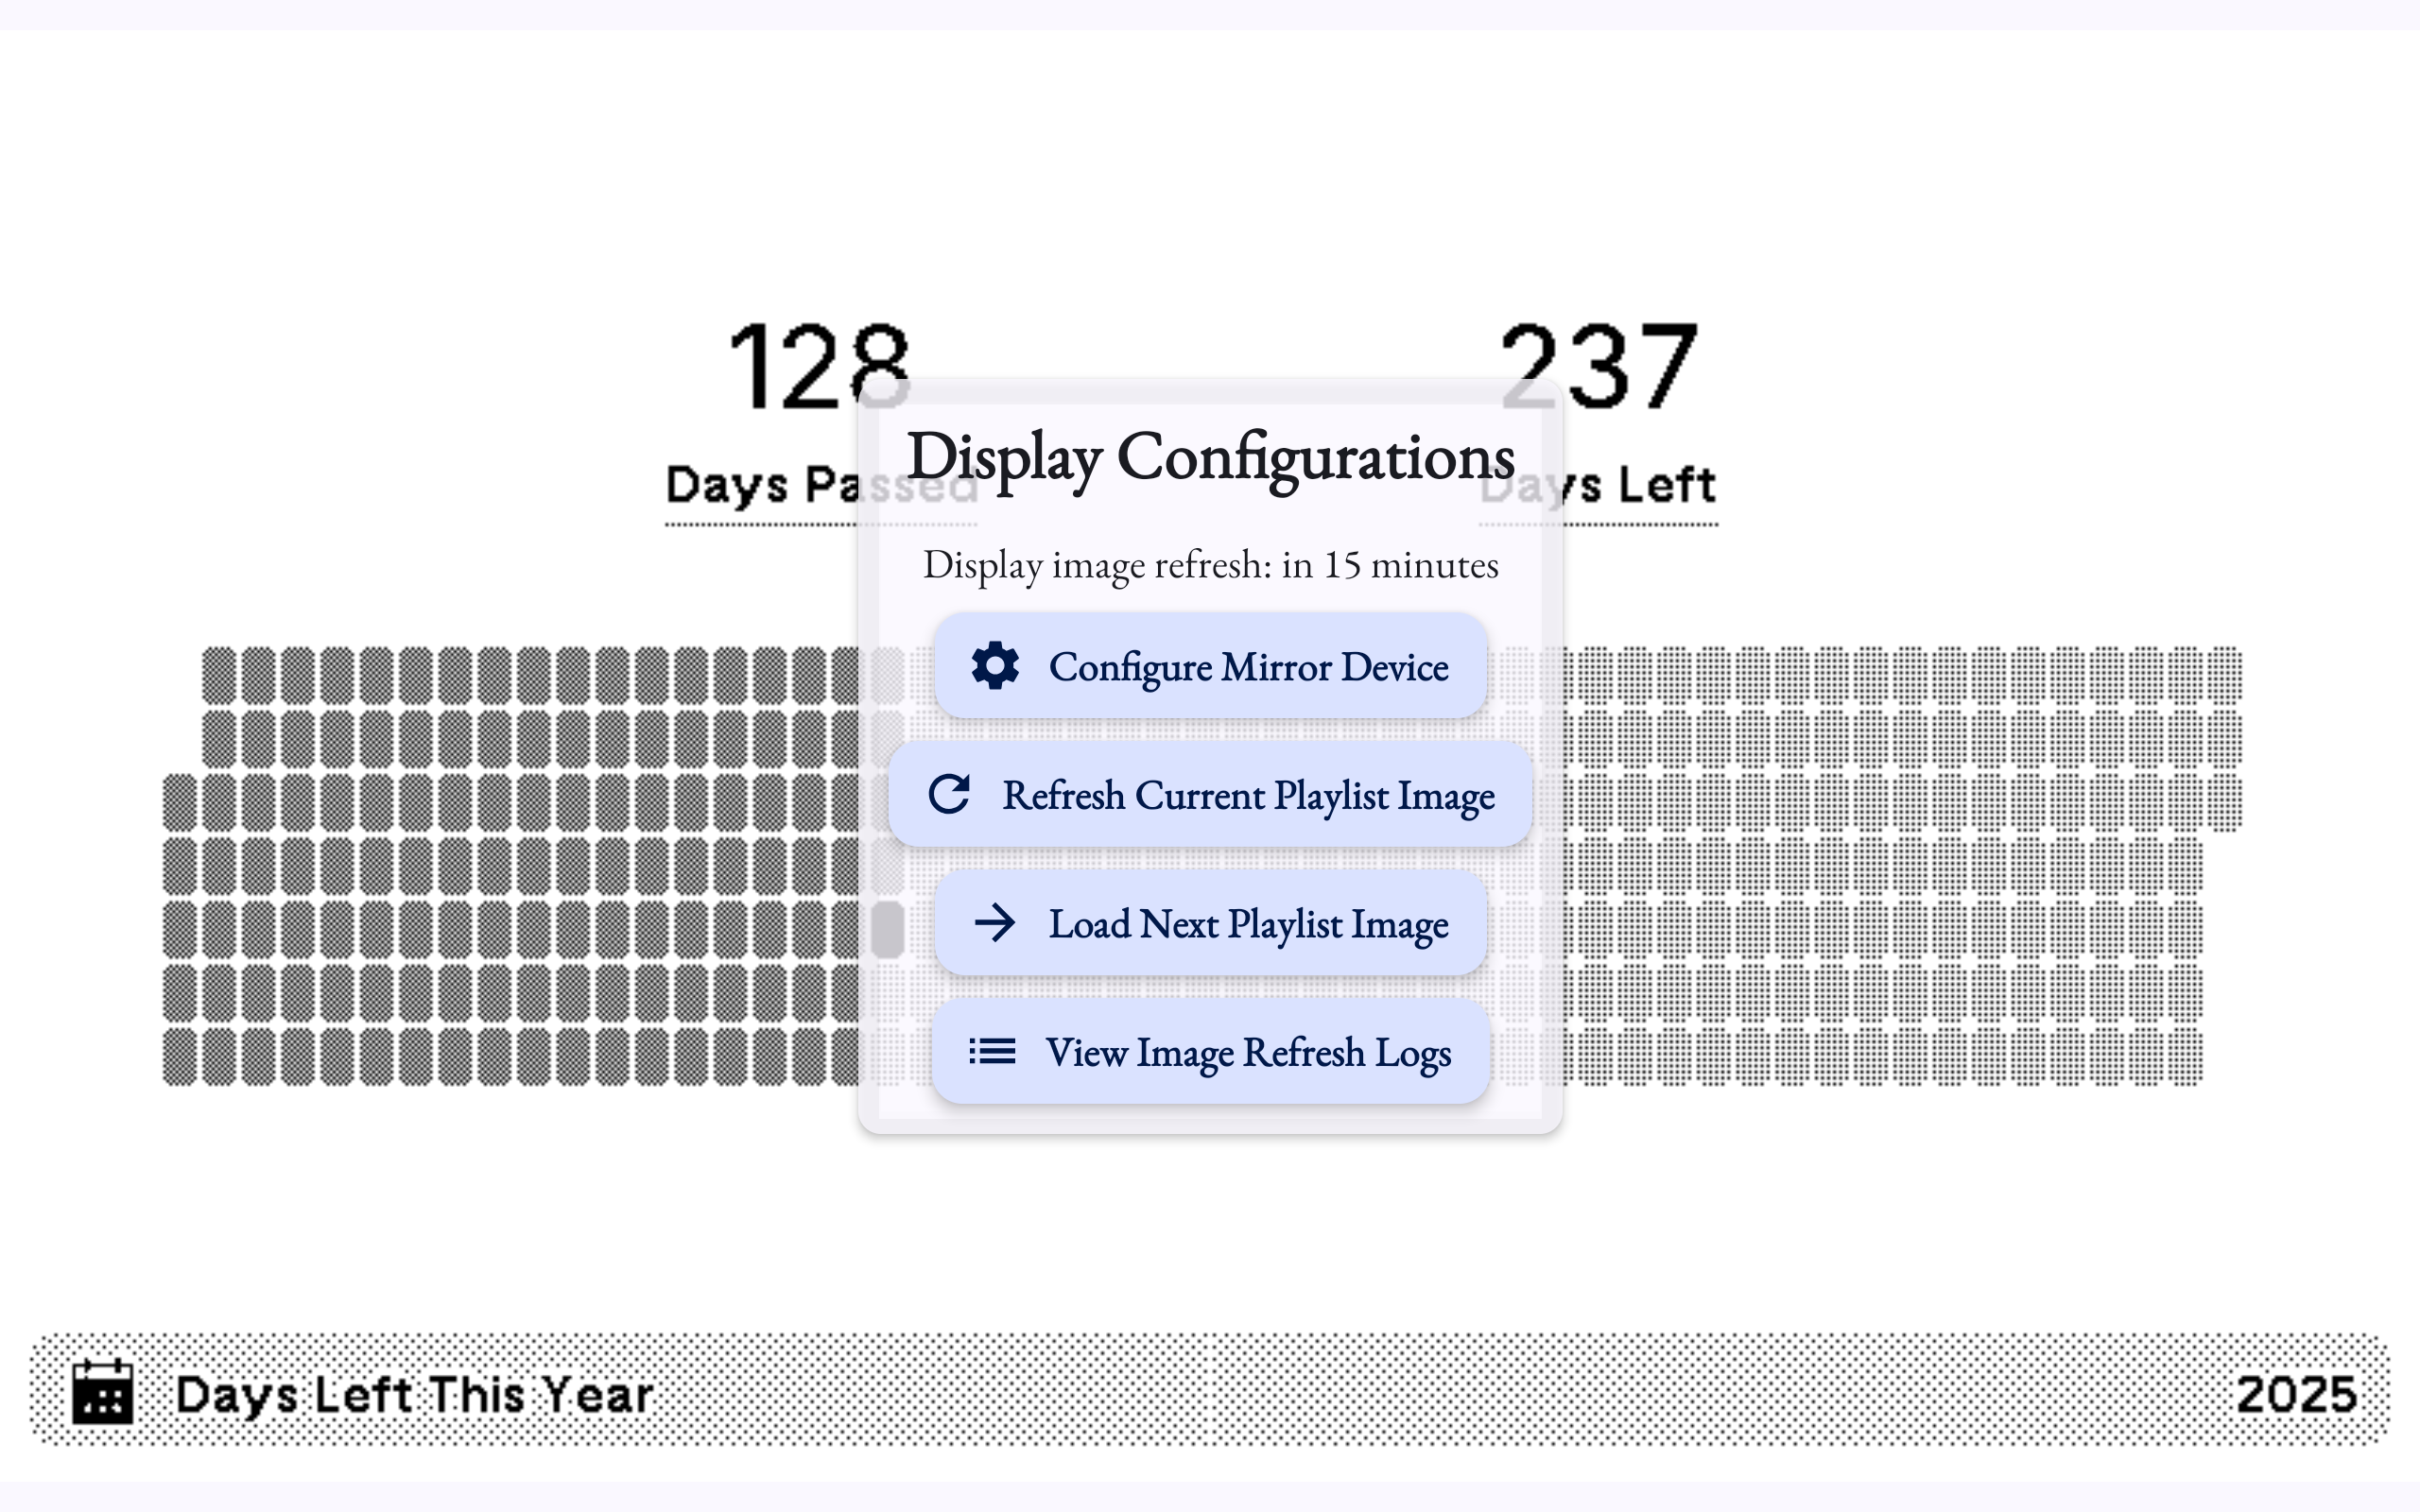 128
237
Display Configurations
Days Passed
Days Left
Display image refresh: in 15 minutes
Configure Mirror Device
Refresh Current Playlist Image
Load Next Playlist Image
View Image Refresh Logs
Days Left This Year
2025